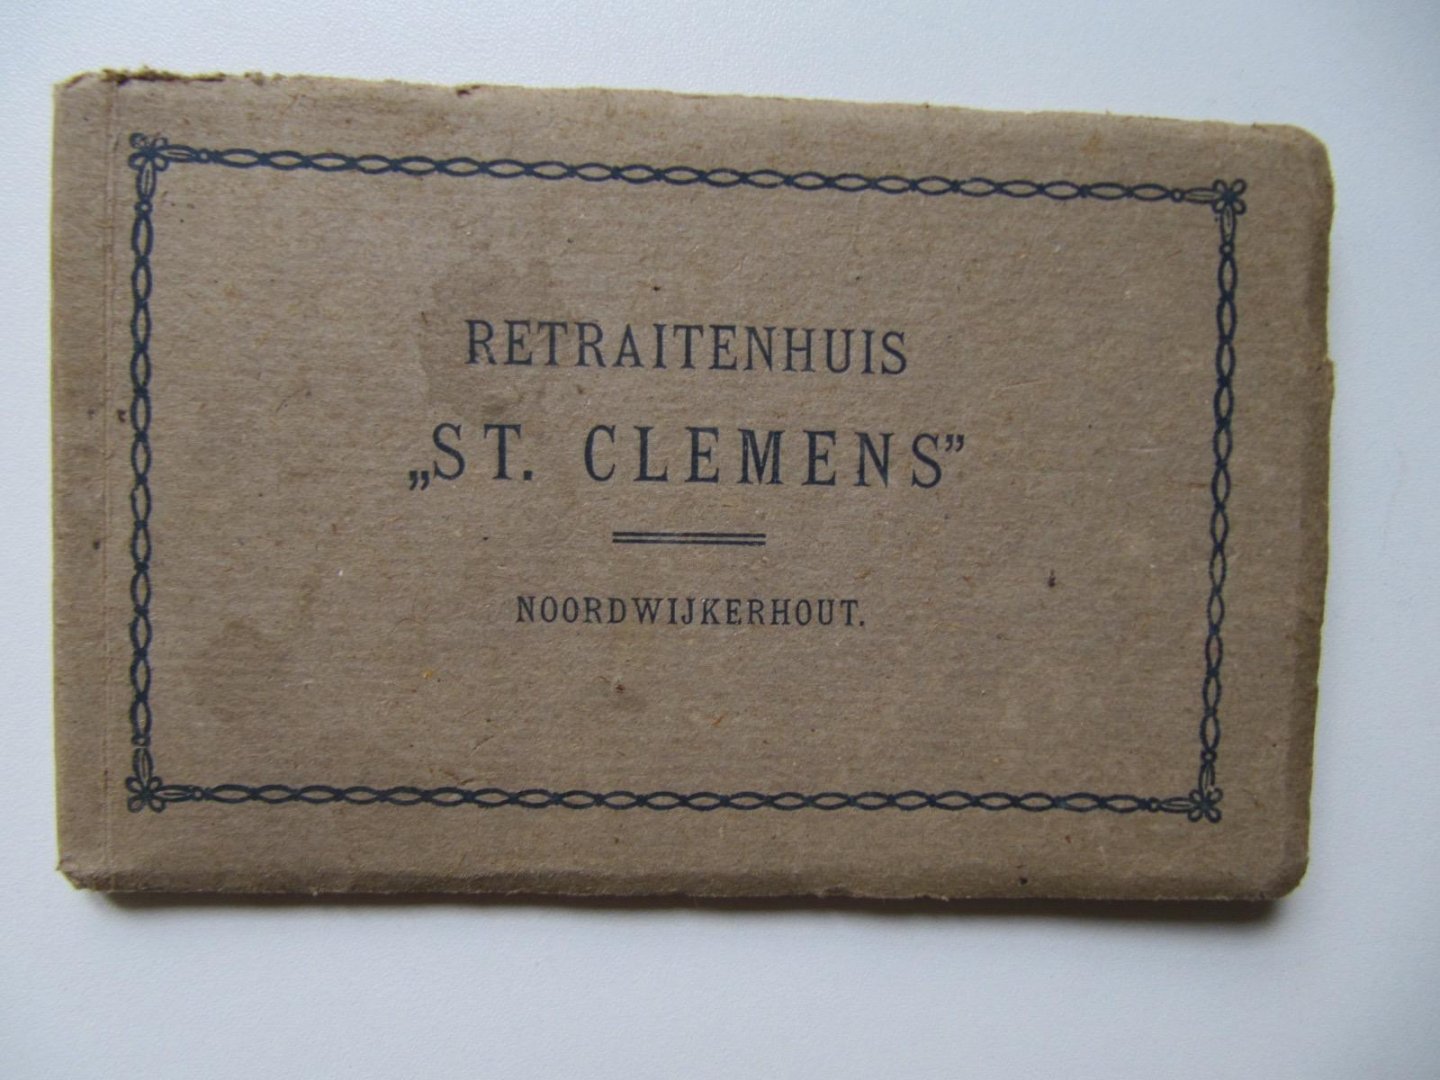 RETRAITENHUIS
„ST. CLEMENS”
NOORDWIJKERHOUT.